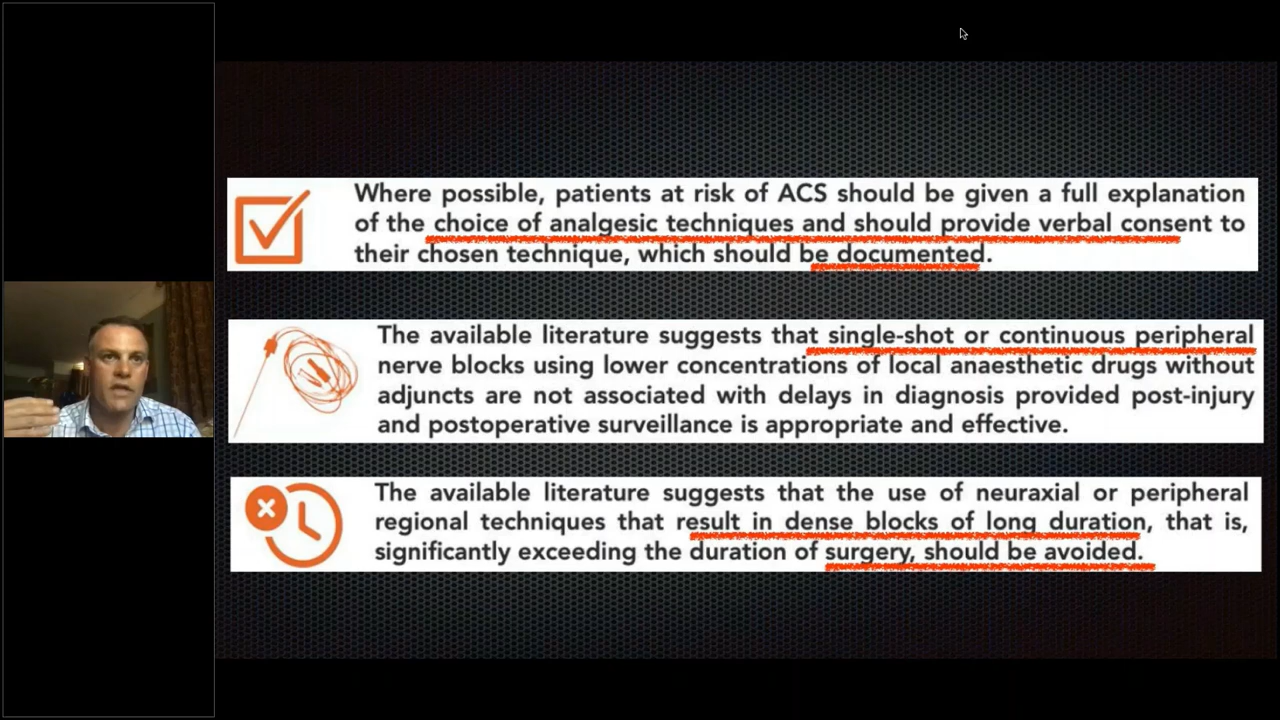 Where possible, patients at risk of ACS should be given a full explanation
of the choice of analgesic techniques and should provide verbal consent to
their chosen technique, which should be documented.
The available literature suggests that single-shot or continuous peripheral
nerve blocks using lower concentrations of local anaesthetic drugs without
adjuncts are not associated with delays in diagnosis provided post-injury
and postoperative surveillance is appropriate and effective.
The available literature suggests that the use of neuraxial or peripheral
regional techniques that result in dense blocks of long duration, that is,
significantly exceeding the duration of surgery, should be avoided.